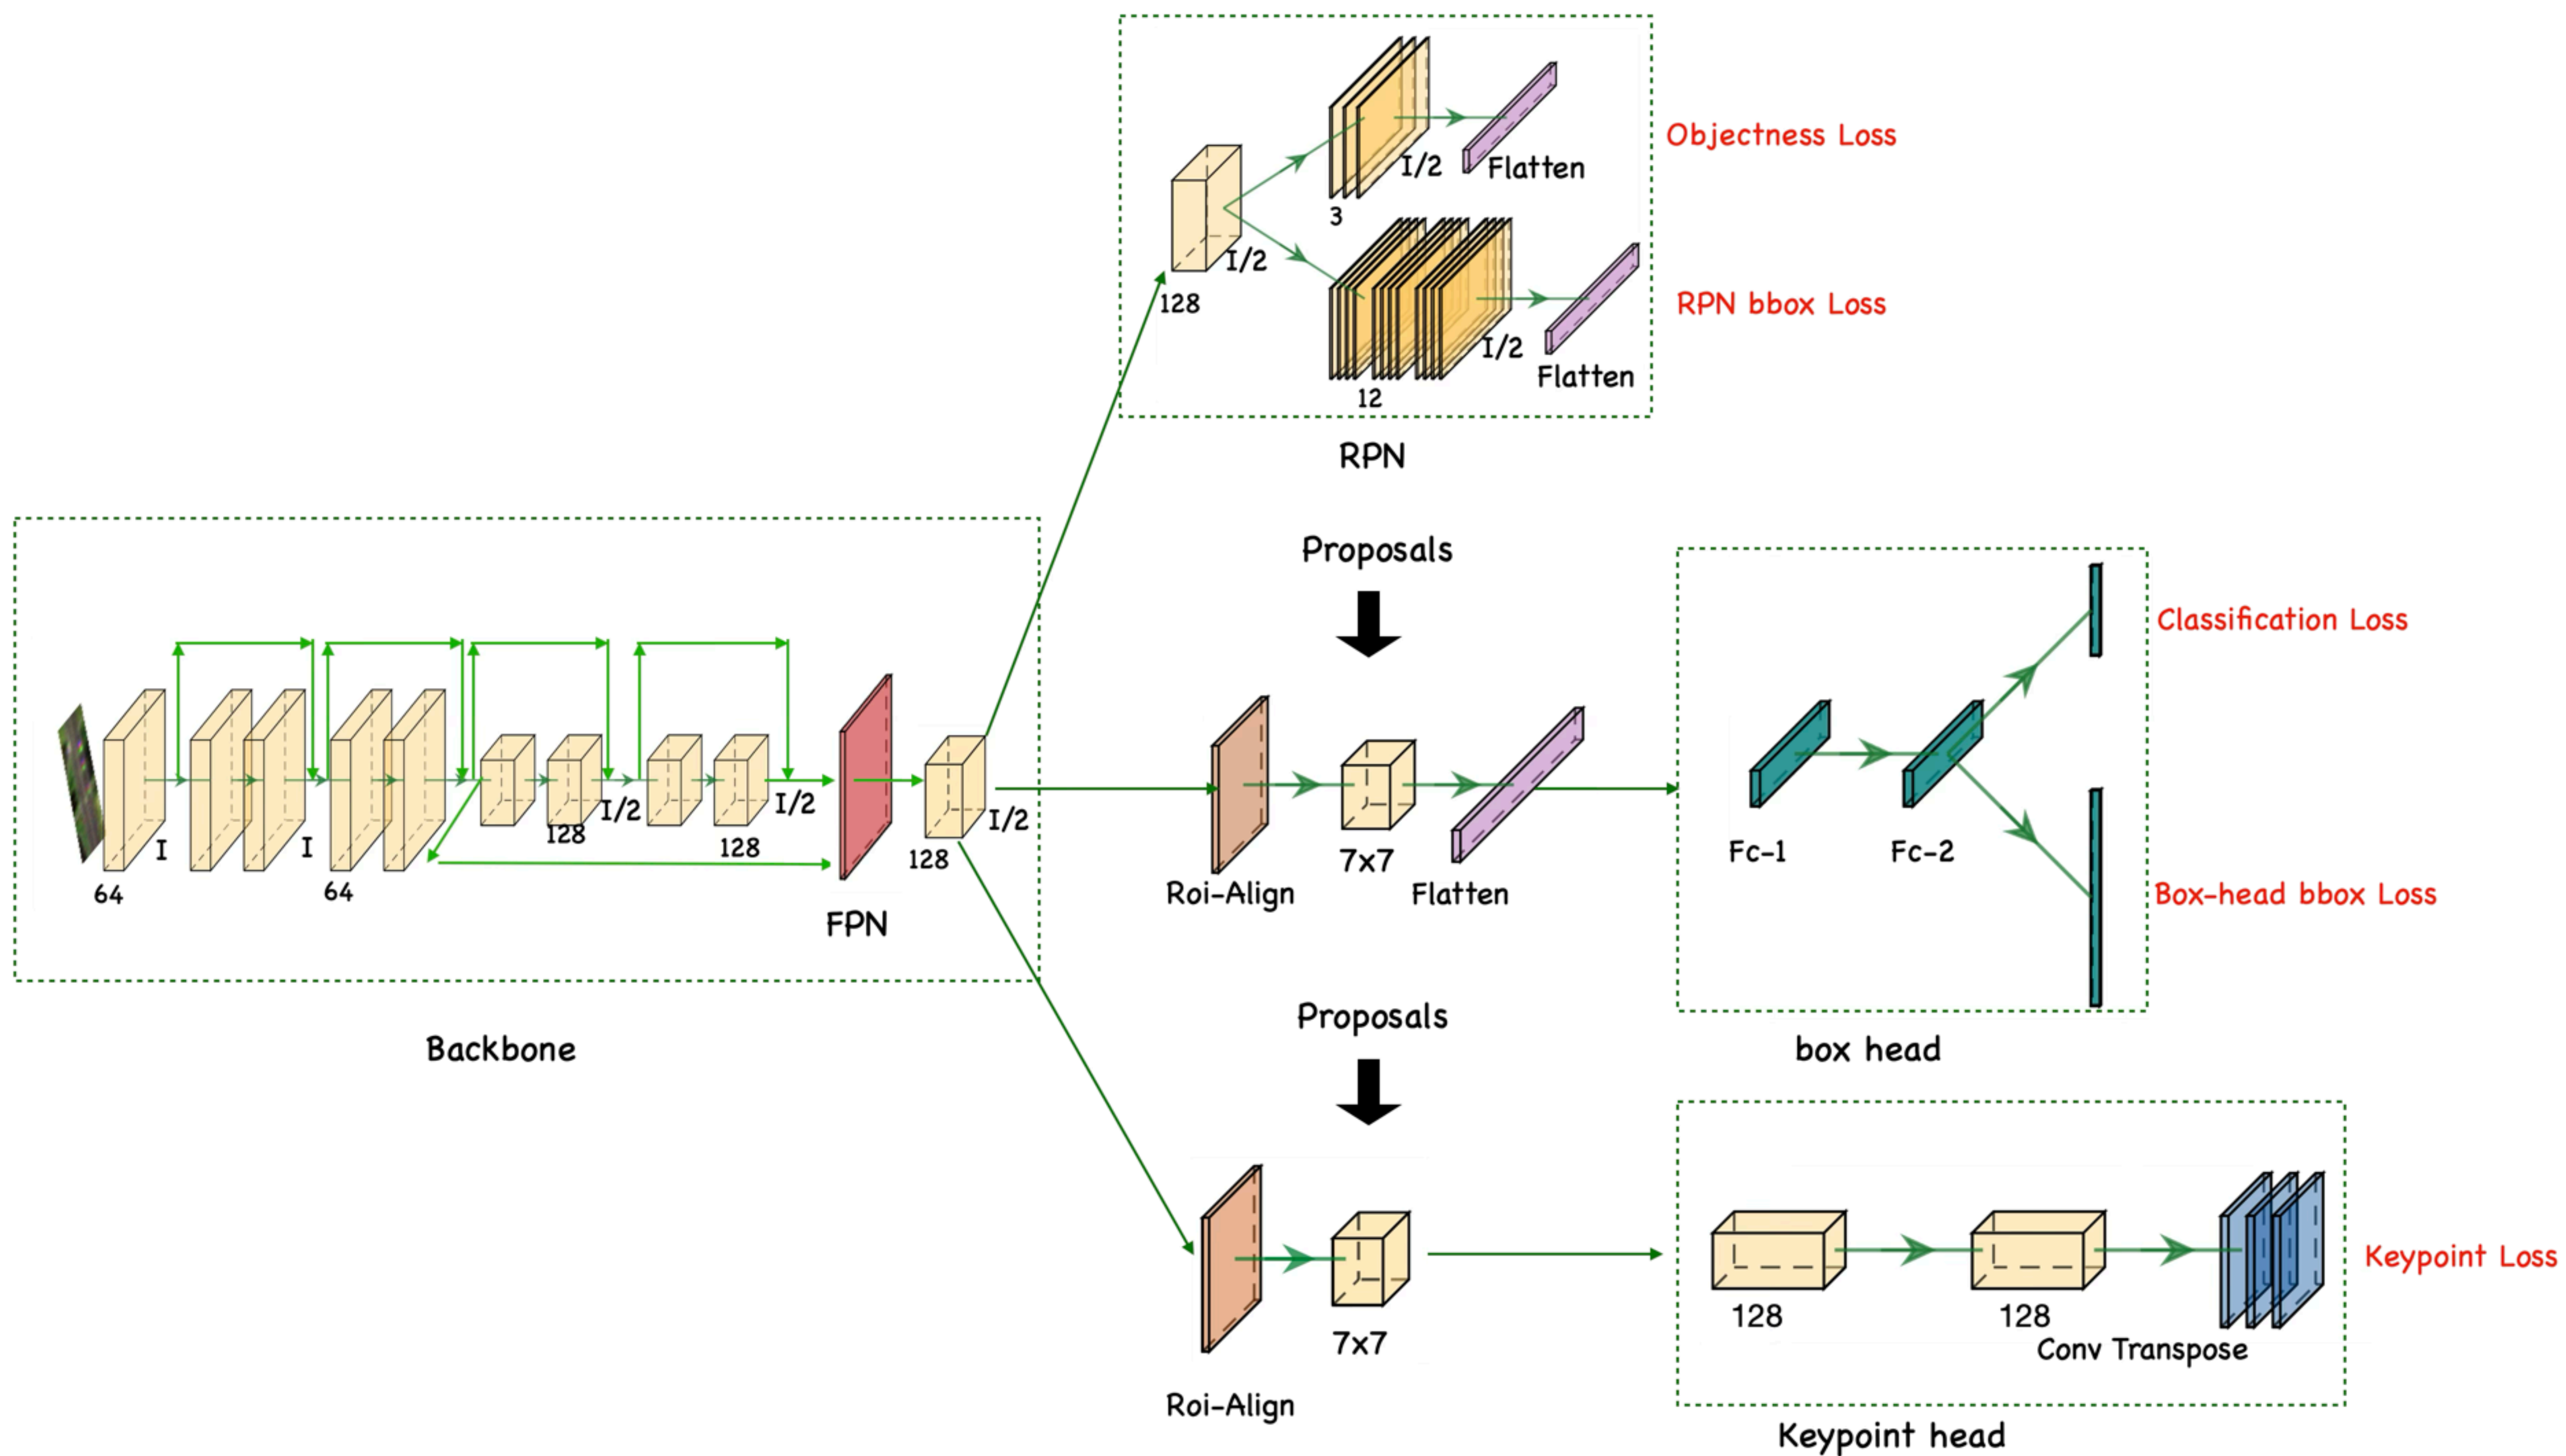 I/2
Flatten
Objectness Loss
3
I/2
128
I/2
Flatten
RPN bbox Loss
12
RPN
Proposals
64
I
I
64
128
I/2
128
I/2
FPN
128
I/2
Backbone
Roi-Align
7x7
Flatten
Fc-1
Fc-2
Classification Loss
Box-head bbox Loss
box head
Proposals
Roi-Align
7x7
128
128
Conv Transpose
Keypoint Loss
Keypoint head